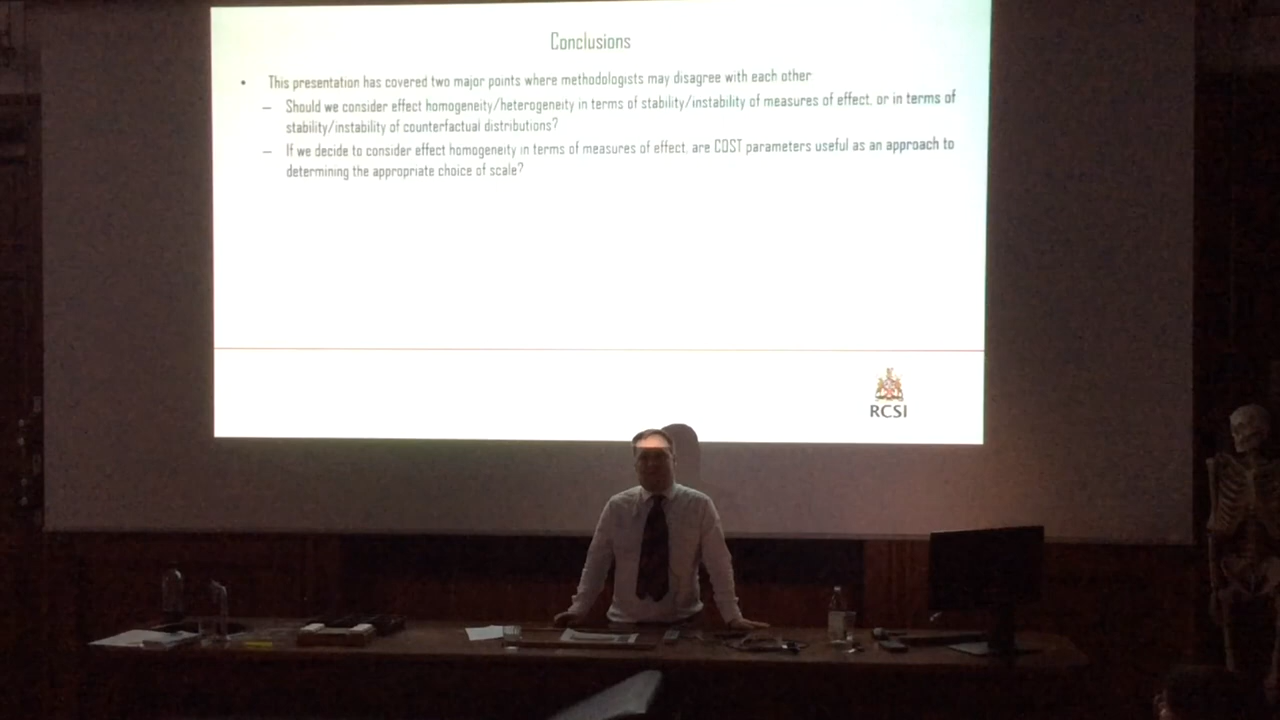 Conclusions
• This presentation has covered two major points where methodologists may disagree with each other
– Should we consider effect homogeneity/heterogeneity in terms of stability/instability of measures of effect, or in terms of
stability/instability of counterfactual distributions?
– If we decide to consider effect homogeneity in terms of measures of effect, are COST parameters useful as an approach to
determining the appropriate choice of scale?
RCSI